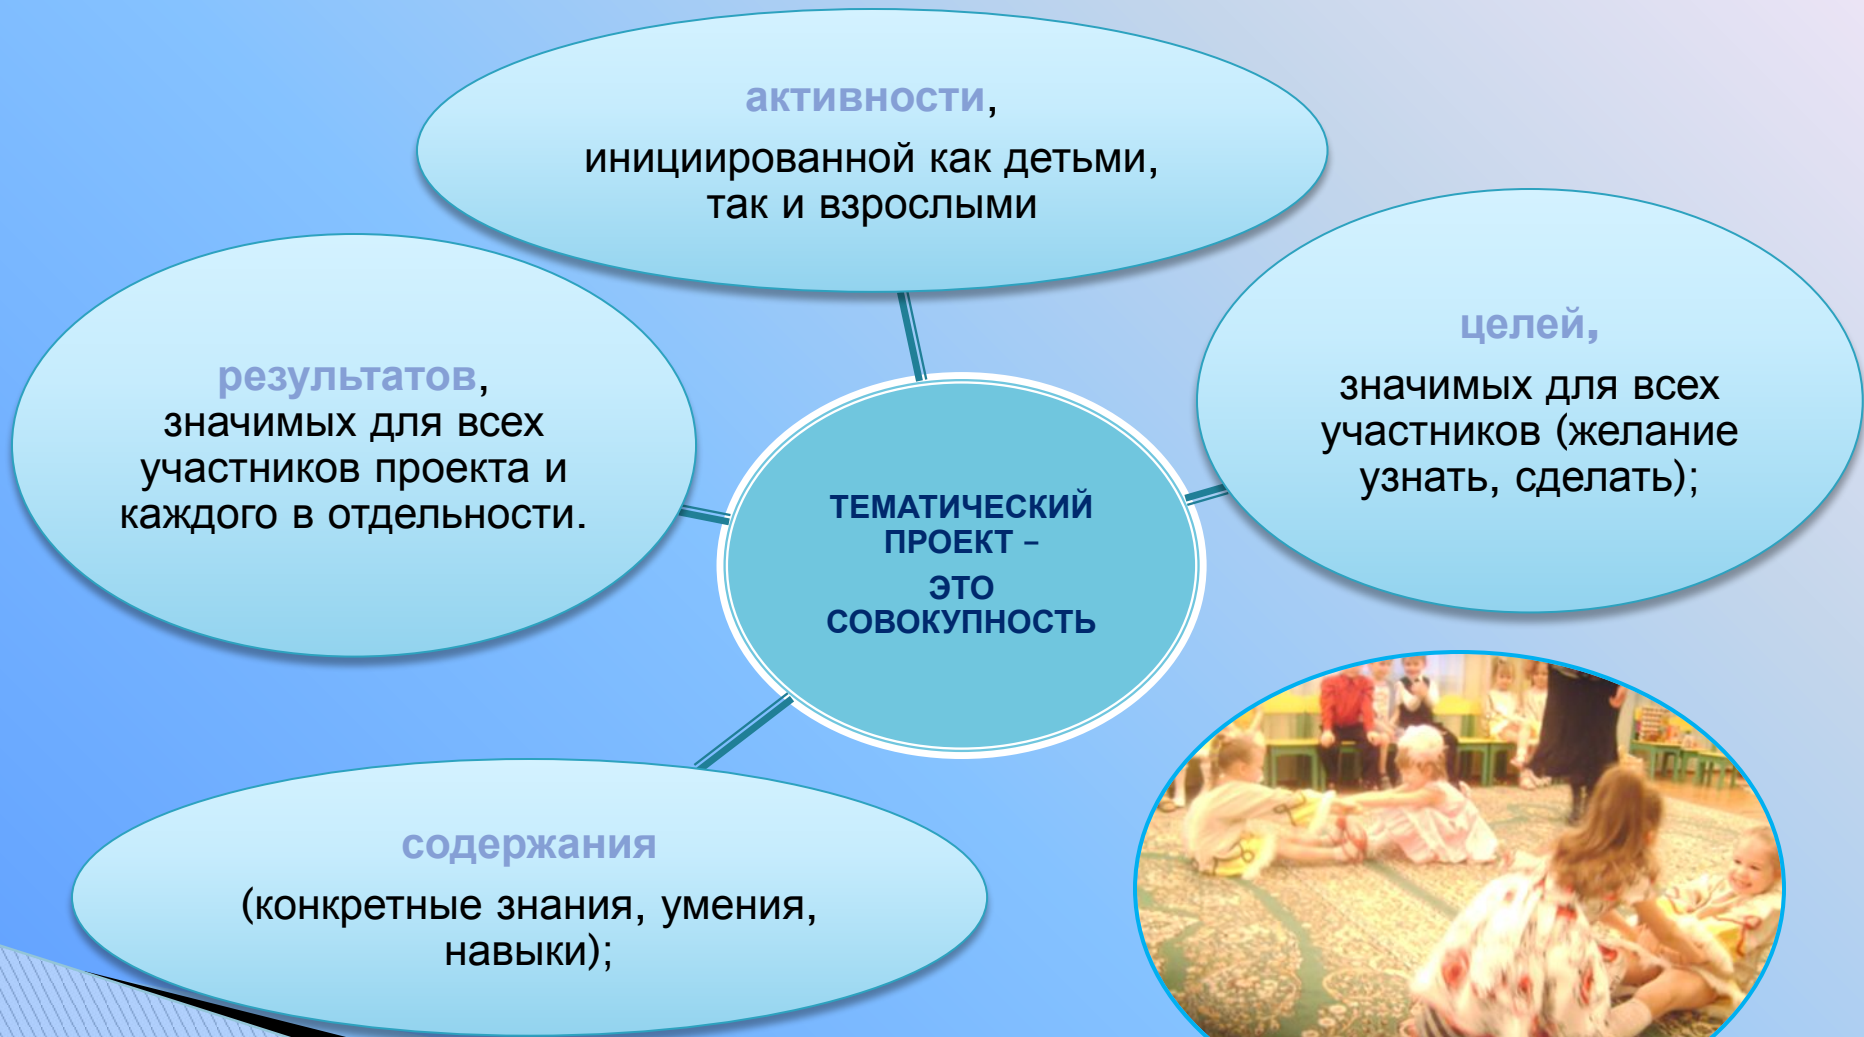 активности,
инициированной как детьми,
так и взрослыми
целей,
значимых для всех
участников (желание
узнать, сделать);
результатов,
значимых для всех
участников проекта и
каждого в отдельности.
ТЕМАТИЧЕСКИЙ
ПРОЕКТ –
ЭТО
СОВОКУПНОСТЬ
содержания
(конкретные знания, умения,
навыки);